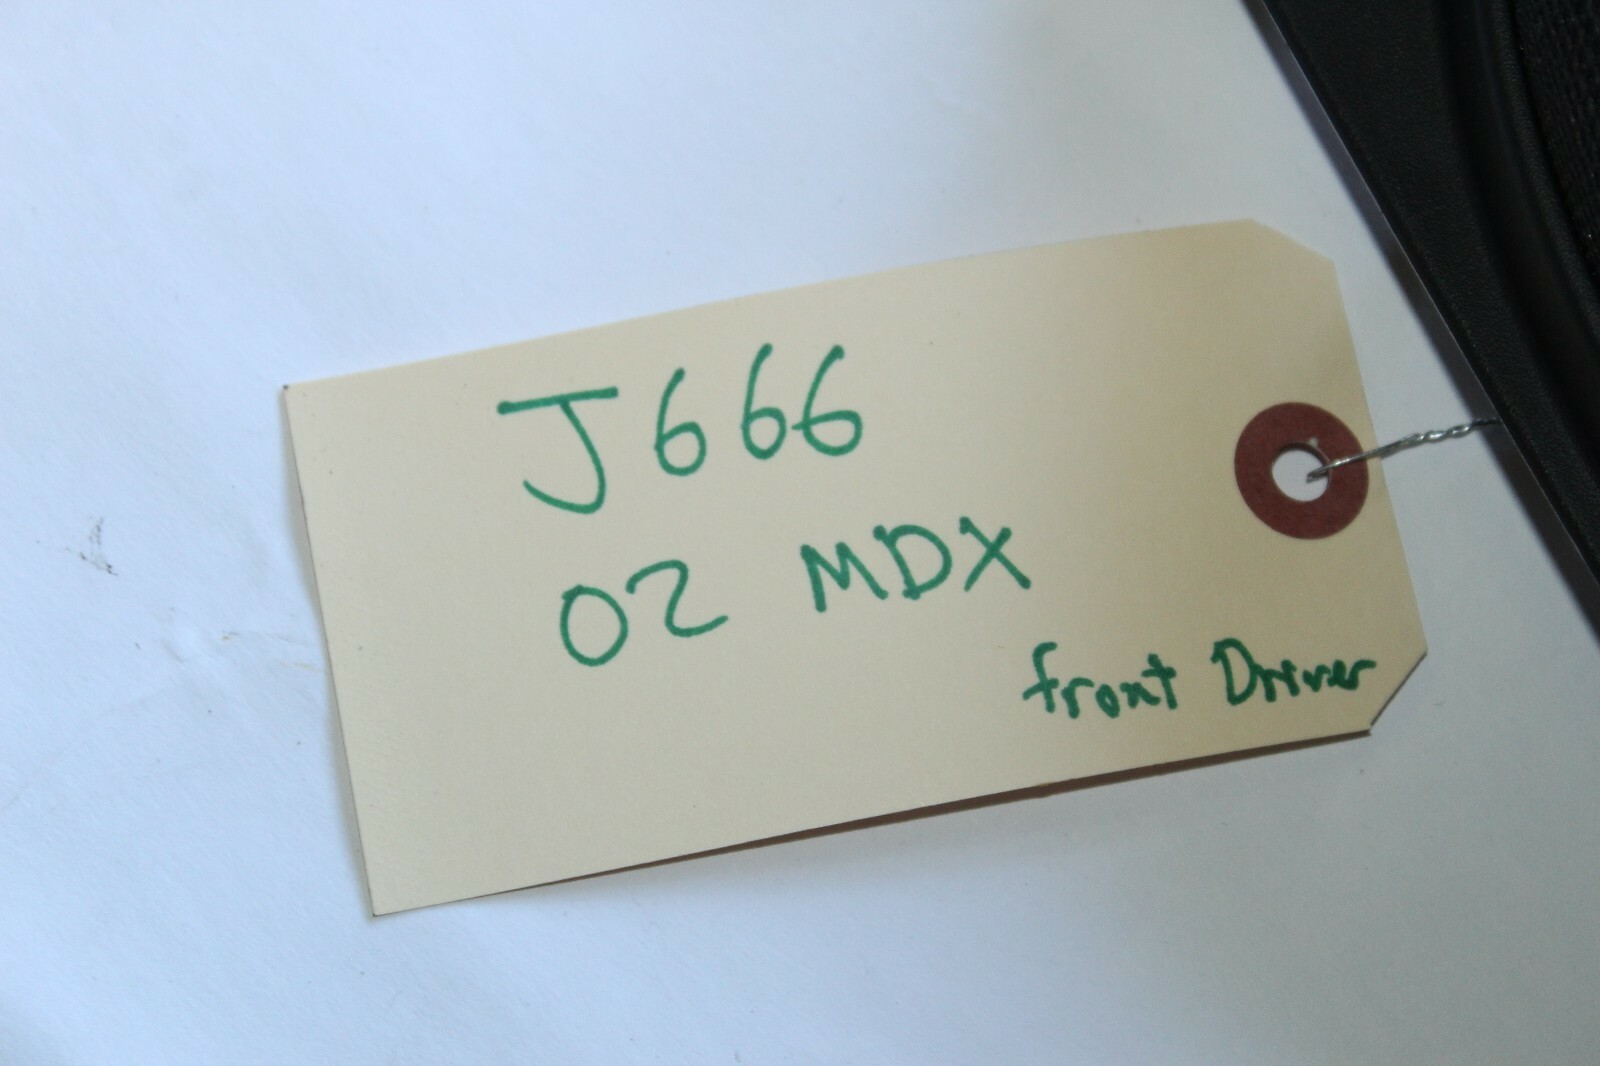 J666
02 MDX
front Driver